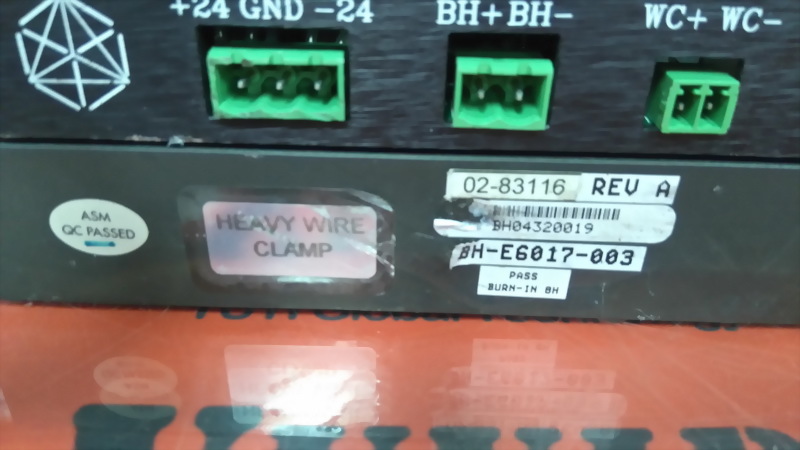 +24 GND -24
BH+ BH-
WC+ WC-
ASM
QC PASSED
HEAVY WIRE
CLAMP
02-83116 REV A
BH04320019
BH-E6017-003
PASS
BURN-IN BH